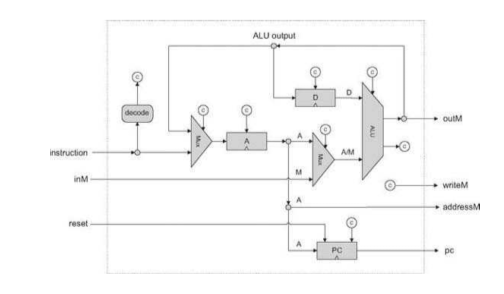 ALU output
c
c
c
D
D
decode
c
c
c
Mux
A
A
Mux
A/M
ALU
outM
c
instruction
inM
M
c
writeM
A
addressM
reset
c
A
PC
pc